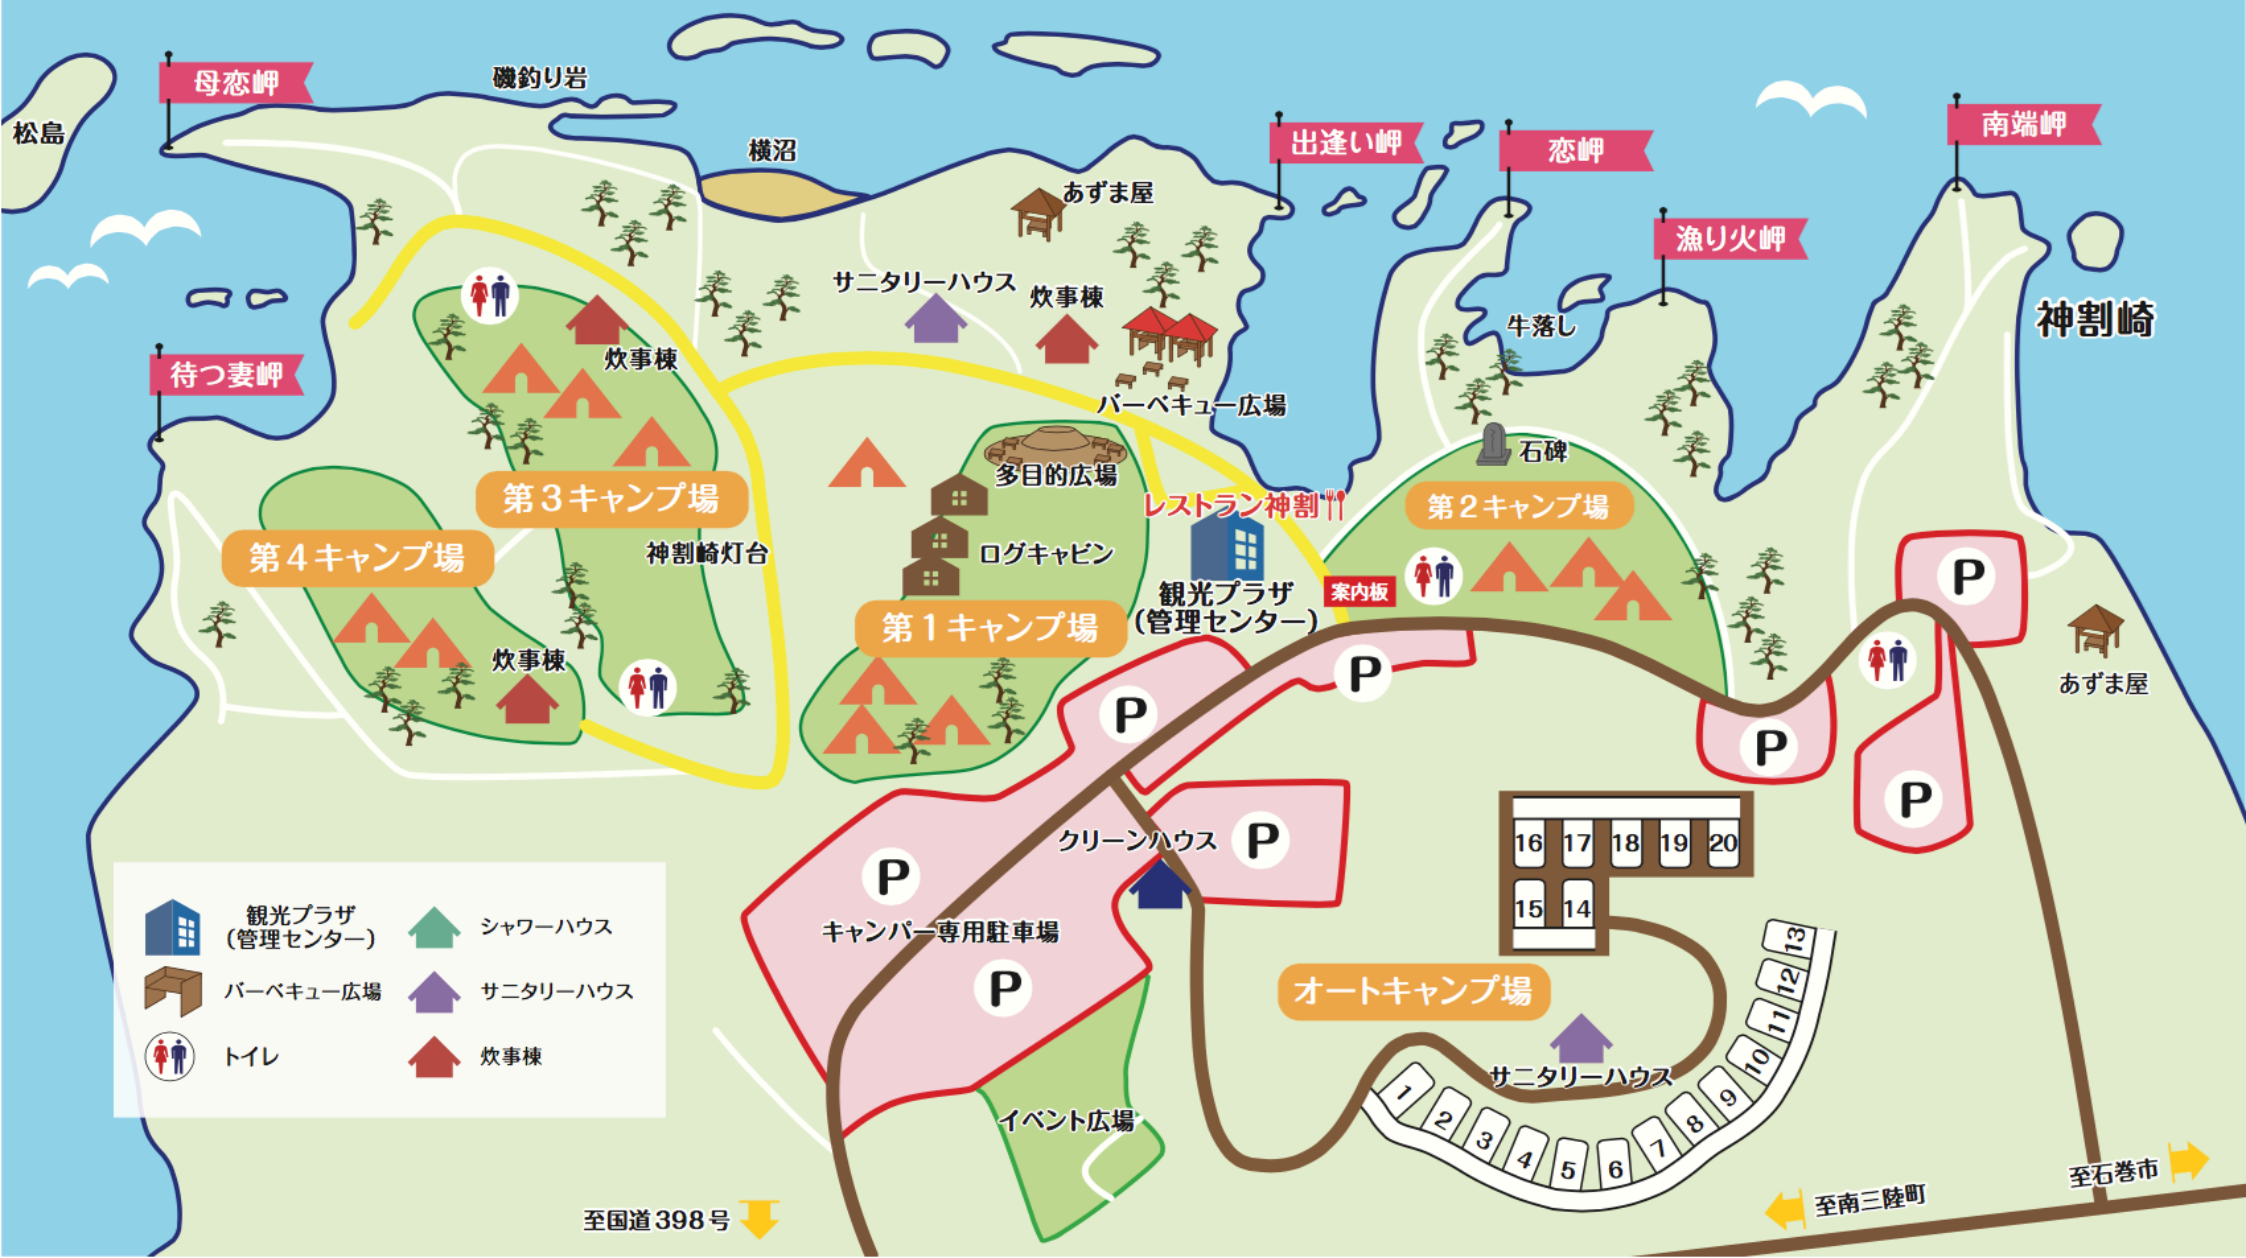 母恋岬
磯釣り岩
松島
横沼
出逢い岬
恋岬
南端岬
漁り火岬
神割崎
あずま屋
サニタリーハウス
炊事棟
バーベキュー広場
牛落し
石碑
待つ妻岬
炊事棟
第3キャンプ場
第4キャンプ場
神割崎灯台
炊事棟
多目的広場
ログキャビン
第1キャンプ場
レストラン神割
観光プラザ
(管理センター)
案内板
第2キャンプ場
P
P
P
P
P
あずま屋
クリーンハウス
P
P
キャンパー専用駐車場
P
イベント広場
オートキャンプ場
サニタリーハウス
16 17 18 19 20
15 14
13
12
11
10
9
8
7
6
5
4
3
2
1
観光プラザ
(管理センター)
バーベキュー広場
トイレ
シャワーハウス
サニタリーハウス
炊事棟
至国道398号
至南三陸町
至石巻市